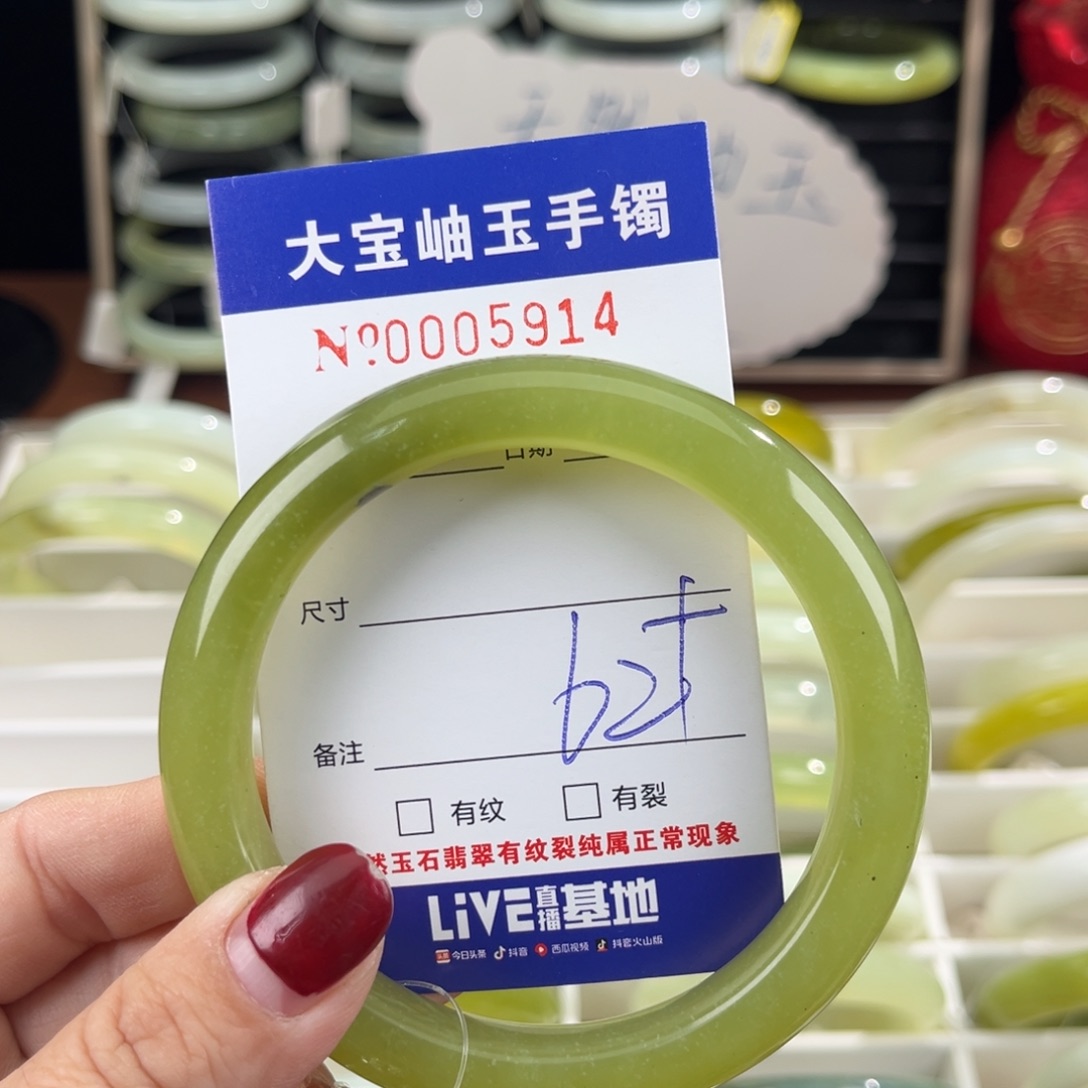 大宝岫玉手镯
Nº0005914
日期
尺寸
62+
备注
□ 有纹 □ 有裂
然玉石翡翠有纹裂纯属正常现象
LiVE直播基地
今日头条 抖音 西瓜视频 抖音火山版